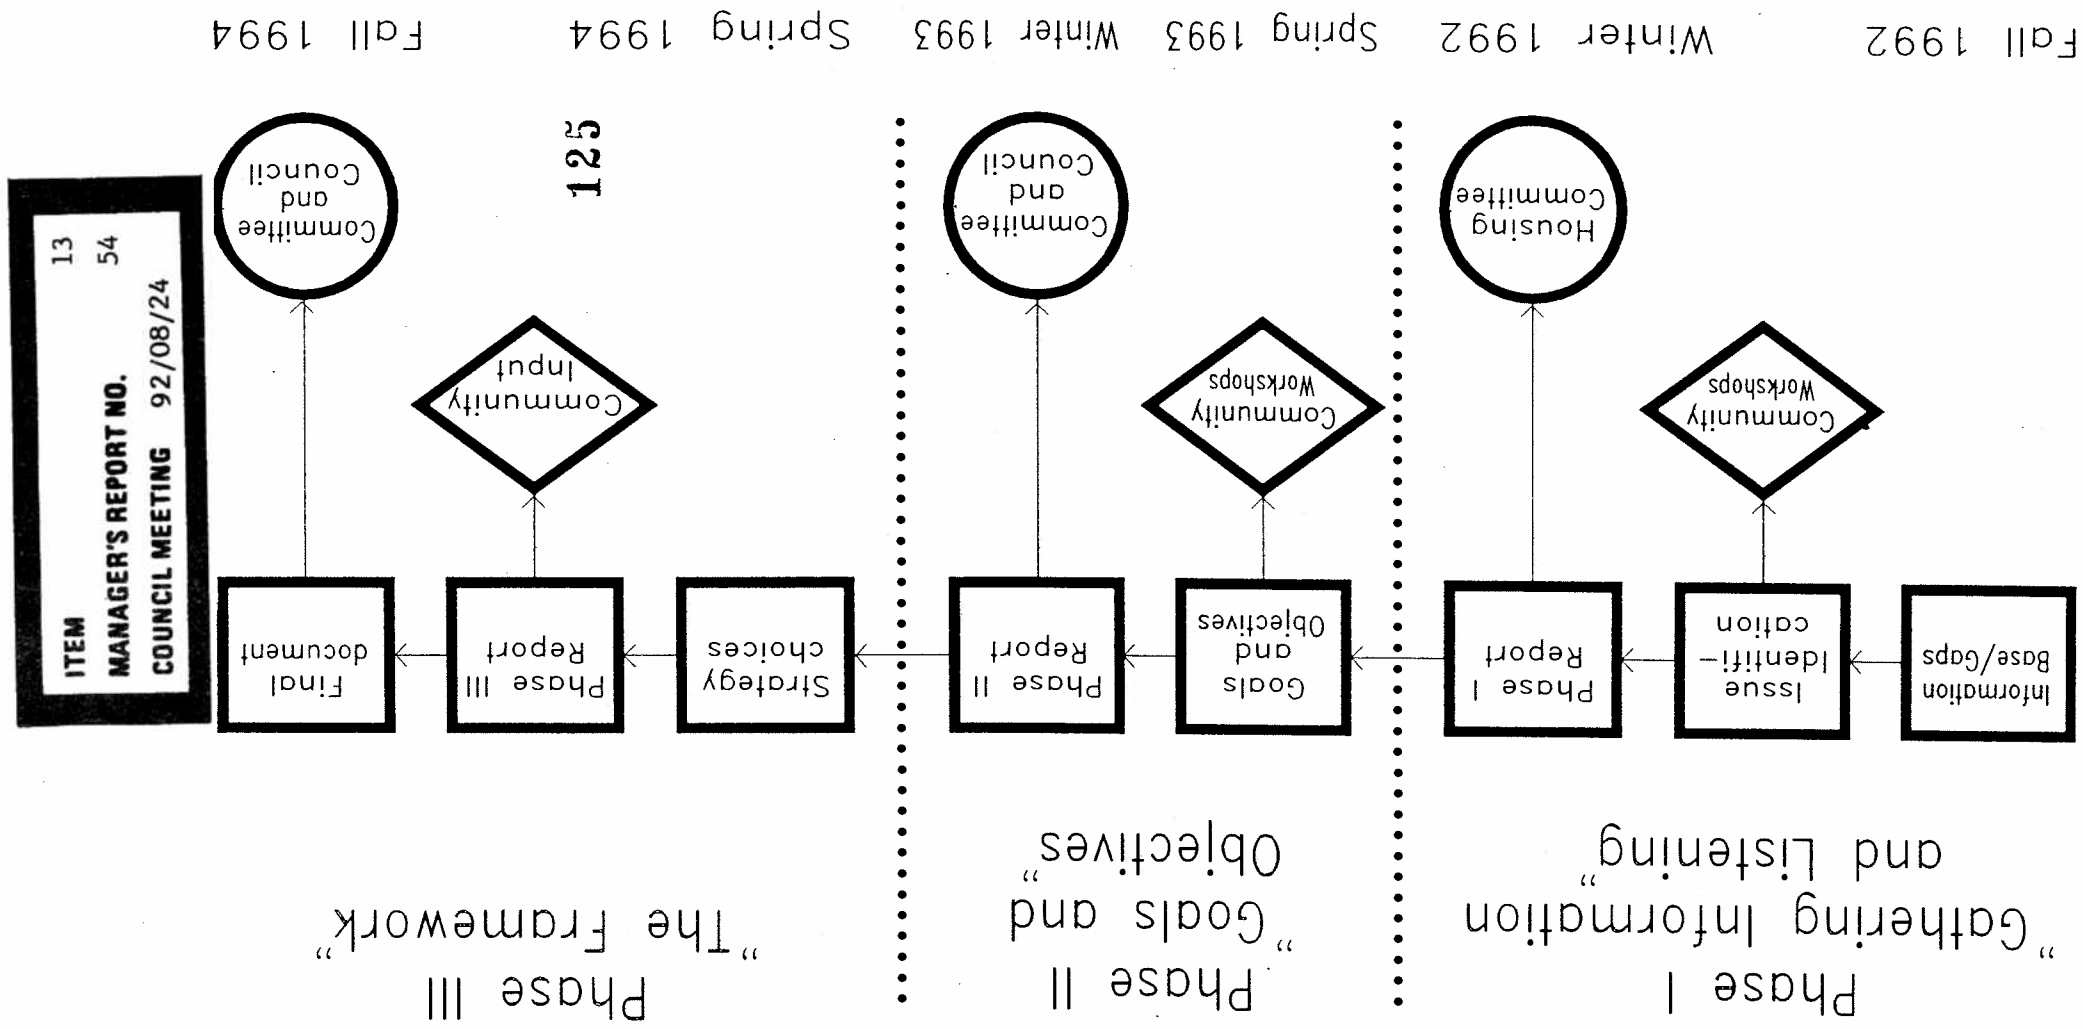 Phase I
"Gathering Information
and Listening"
Phase II
"Goals and
Objectives"
Phase III
"The Framework"
Information
Base/Gaps
Issue
Identifi-
cation
Phase I
Report
Goals
and
Objectives
Phase II
Report
Strategy
choices
Phase III
Report
Final
document
Community
Workshops
Community
Workshops
Community
Input
Housing
Committee
Committee
and
Council
Committee
and
Council
Fall 1992
Winter 1992
Spring 1993
Winter 1993
Spring 1994
Fall 1994
ITEM 13
MANAGER'S REPORT NO. 54
COUNCIL MEETING 92/08/24
125